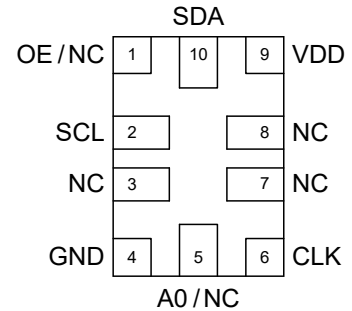 SDA
OE/NC 1 10 9 VDD
SCL 2 8 NC
NC 3 7 NC
GND 4 5 6 CLK
A0/NC